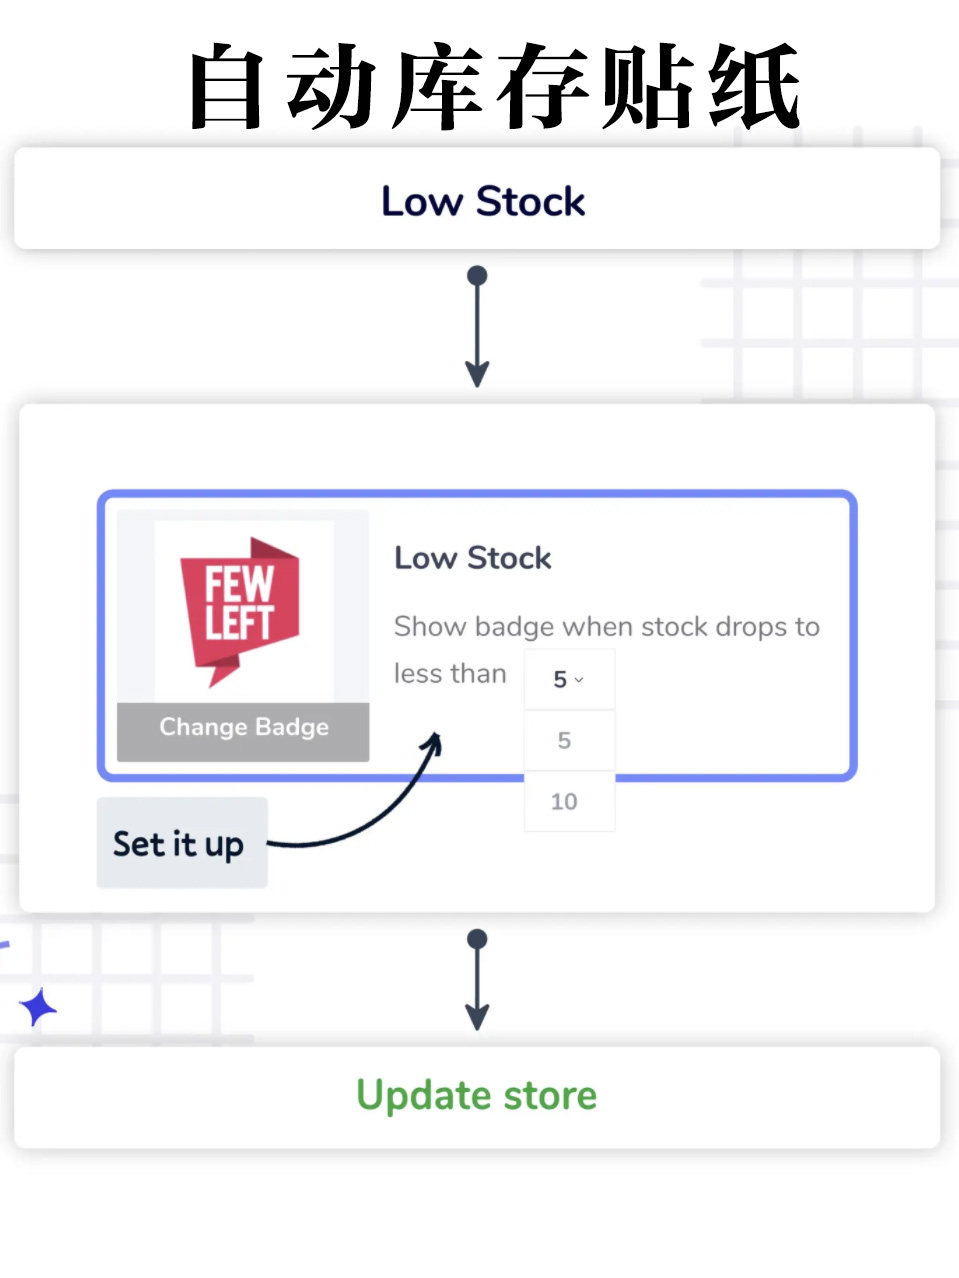 自动库存贴纸
Low Stock
FEW
LEFT
Change Badge
Low Stock
Show badge when stock drops to
less than 5
5
10
Set it up
Update store